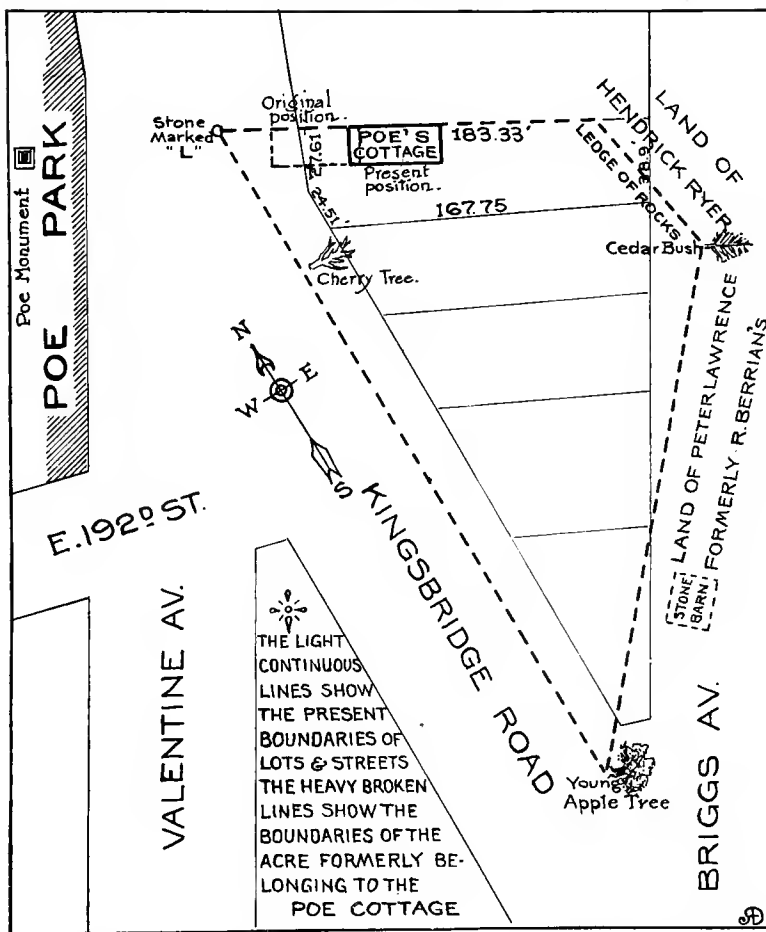 Poe Monument
POE PARK
Stone
Marked
"L"
Original
position.
POE'S
COTTAGE
Present
position.
183.33'
27.61
24.51'
167.75
LAND OF
HENDRICK RYER
LEDGE OF ROCKS
Cedar Bush
Cherry Tree.
N
E
W
S
E. 192D ST.
VALENTINE AV.
KINGSBRIDGE ROAD
LAND OF PETER LAWRENCE
FORMERLY R. BERRIAN'S
STONE
BARN
BRIGGS AV.
Young
Apple Tree
THE LIGHT
CONTINUOUS
LINES SHOW
THE PRESENT
BOUNDARIES OF
LOTS & STREETS
THE HEAVY BROKEN
LINES SHOW THE
BOUNDARIES OF THE
ACRE FORMERLY BE-
LONGING TO THE
POE COTTAGE